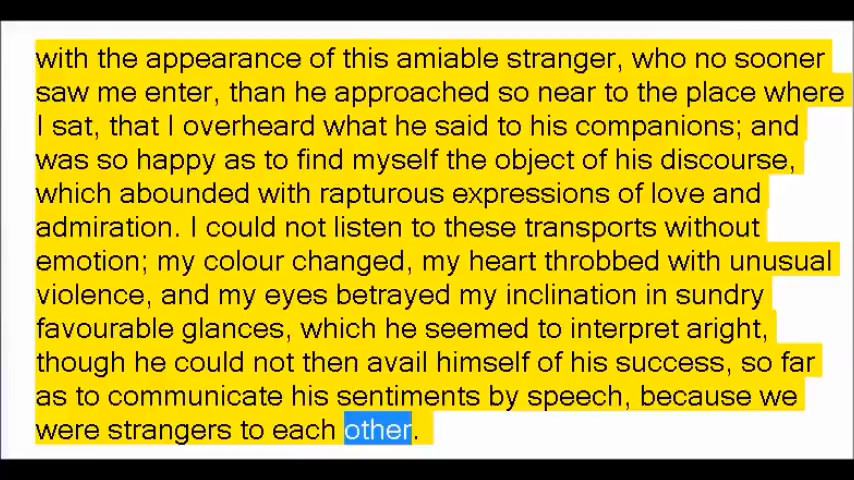 with the appearance of this amiable stranger, who no sooner
saw me enter, than he approached so near to the place where
I sat, that I overheard what he said to his companions; and
was so happy as to find myself the object of his discourse,
which abounded with rapturous expressions of love and
admiration. I could not listen to these transports without
emotion; my colour changed, my heart throbbed with unusual
violence, and my eyes betrayed my inclination in sundry
favourable glances, which he seemed to interpret aright,
though he could not then avail himself of his success, so far
as to communicate his sentiments by speech, because we
were strangers to each other.